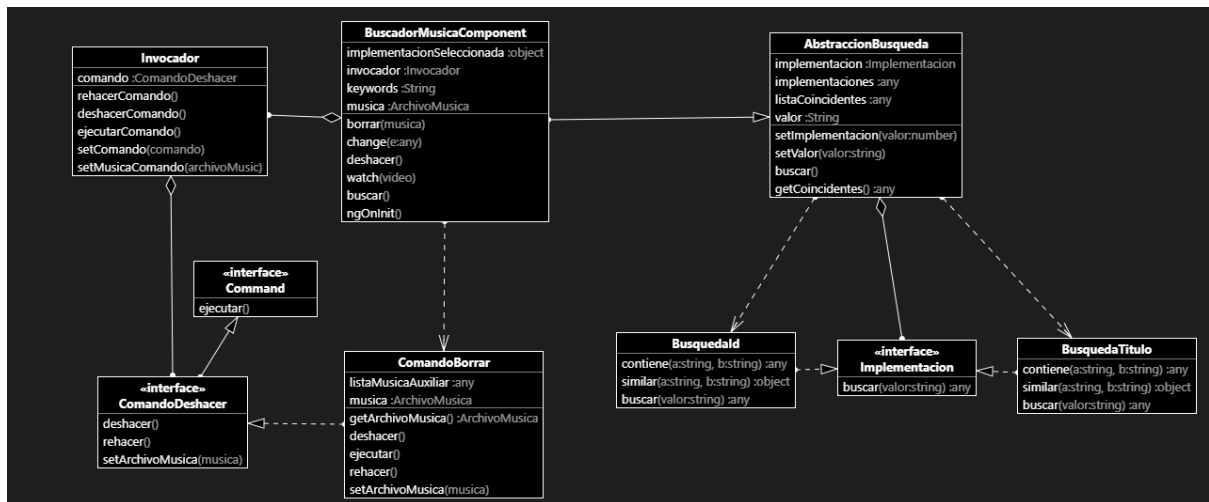 Invocador
comando :ComandoDeshacer
rehacerComando()
deshacerComando()
ejecutarComando()
setComando(comando)
setMusicaComando(archivoMusic)
BuscadorMusicaComponent
implementacionSeleccionada :object
invocador :Invocador
keywords :String
musica :ArchivoMusica
borrar(musica)
change(e:any)
deshacer()
watch(video)
buscar()
ngOnInit()
AbstraccionBusqueda
implementacion :Implementacion
implementaciones :any
listaCoincidentes :any
valor :String
setImplementacion(valor:number)
setValor(valor:string)
buscar()
getCoincidentes() :any
«interface»
Command
ejecutar()
«interface»
ComandoDeshacer
deshacer()
rehacer()
setArchivoMusica(musica)
ComandoBorrar
listaMusicaAuxiliar :any
musica :ArchivoMusica
getArchivoMusica() :ArchivoMusica
deshacer()
ejecutar()
rehacer()
setArchivoMusica(musica)
BusquedaId
contiene(a:string, b:string) :any
similar(a:string, b:string) :object
buscar(valor:string) :any
«interface»
Implementacion
buscar(valor:string) :any
BusquedaTitulo
contiene(a:string, b:string) :any
similar(a:string, b:string) :object
buscar(valor:string) :any